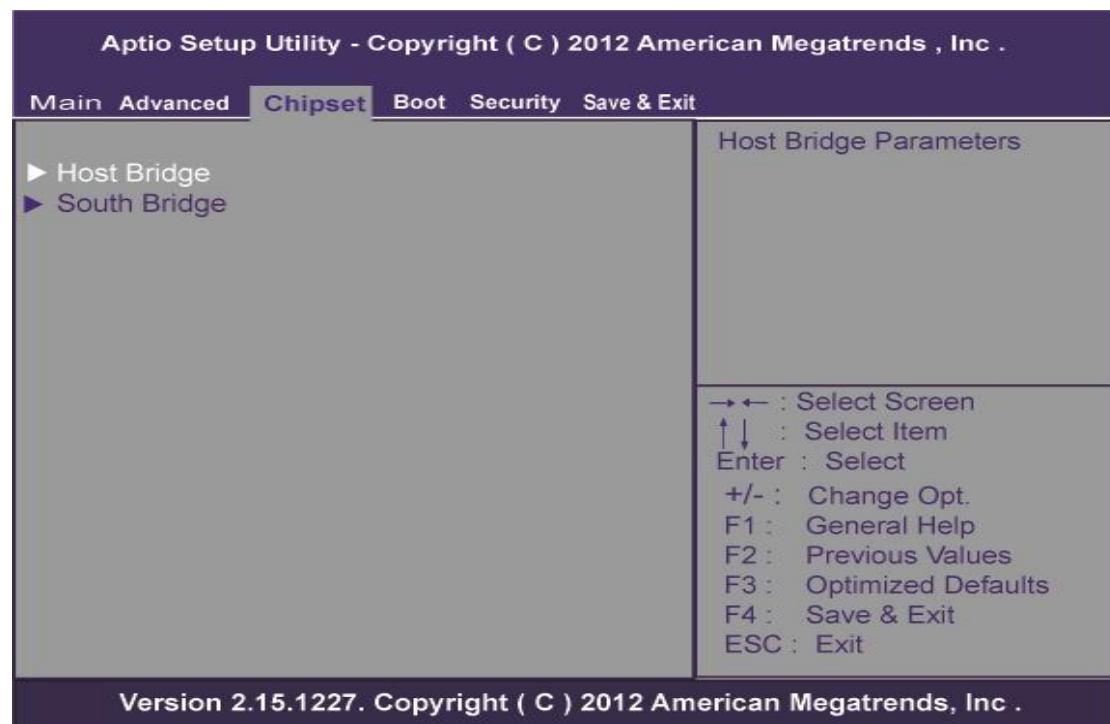 Aptio Setup Utility - Copyright ( C ) 2012 American Megatrends , Inc .
Main Advanced Chipset Boot Security Save & Exit
► Host Bridge
► South Bridge
Host Bridge Parameters
→ ← : Select Screen
↑↓ : Select Item
Enter : Select
+/- : Change Opt.
F1 : General Help
F2 : Previous Values
F3 : Optimized Defaults
F4 : Save & Exit
ESC : Exit
Version 2.15.1227. Copyright ( C ) 2012 American Megatrends, Inc .